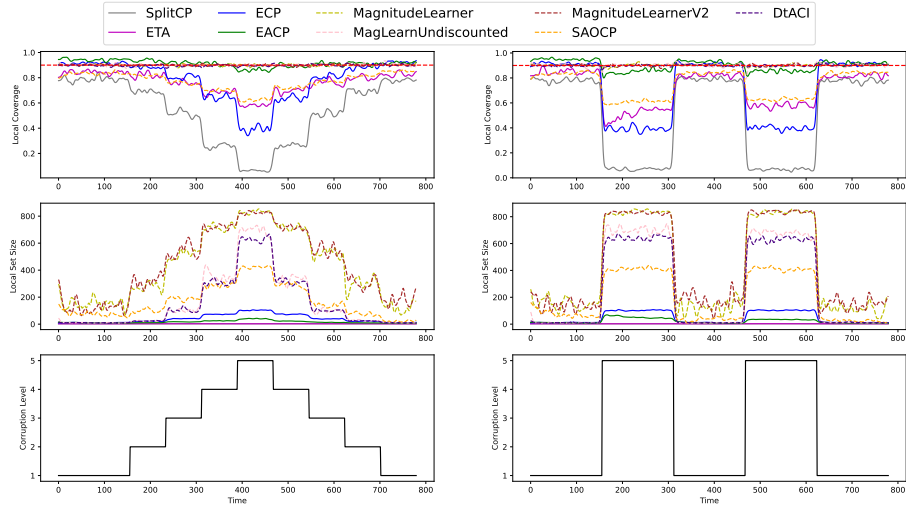 SplitCP ECP MagnitudeLearner MagnitudeLearnerV2 DtACI
ETA EACP MagLearnUndiscounted SAOCP
Local Coverage
1.0
0.8
0.6
0.4
0.2
0 100 200 300 400 500 600 700 800
Local Coverage
1.0
0.8
0.6
0.4
0.2
0.0
0 100 200 300 400 500 600 700 800
Local Set Size
800
600
400
200
0
0 100 200 300 400 500 600 700 800
Local Set Size
800
600
400
200
0
0 100 200 300 400 500 600 700 800
Corruption Level
5
4
3
2
1
0 100 200 300 400 500 600 700 800
Time
Corruption Level
5
4
3
2
1
0 100 200 300 400 500 600 700 800
Time